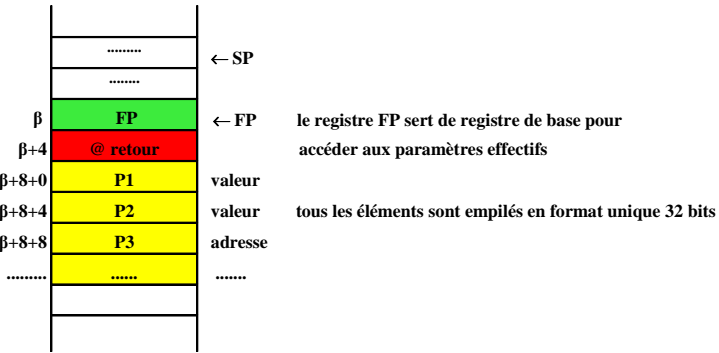 ......... ← SP
........
β FP ← FP le registre FP sert de registre de base pour
β+4 @ retour accéder aux paramètres effectifs
β+8+0 P1 valeur
β+8+4 P2 valeur tous les éléments sont empilés en format unique 32 bits
β+8+8 P3 adresse
......... ...... .......